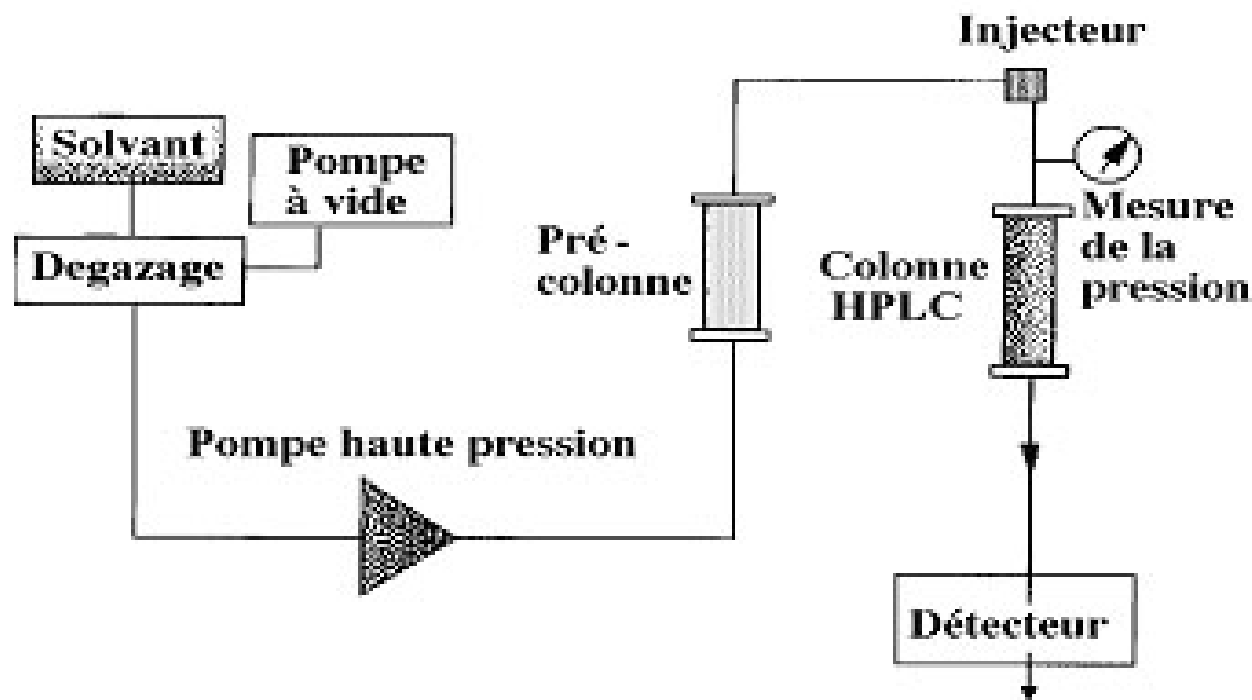 Injecteur
Solvant
Pompe
à vide
Degazage
Pré -
colonne
Colonne
HPLC
Mesure
de la
pression
Pompe haute pression
Détecteur